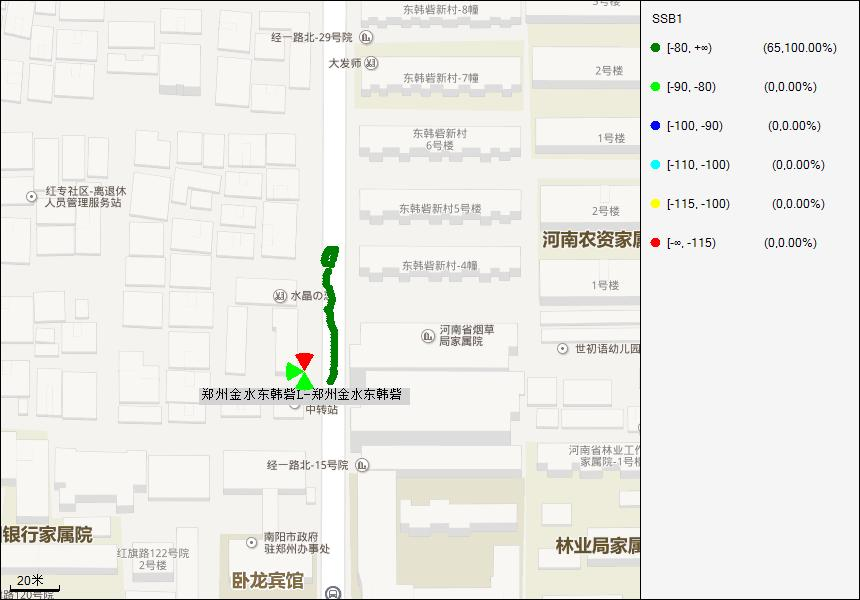 东韩砦新村-8幢
3号楼
经一路北-29号院
大发师
2号楼
东韩砦新村-7幢
东韩砦新村
6号楼
1号楼
红专社区-离退休
人员管理服务站
东韩砦新村5号楼
2号楼
河南农资家属
东韩砦新村-4幢
1号楼
水晶の恋
河南省烟草
局家属院
世初语幼儿园
郑州金水东韩砦L-郑州金水东韩砦
中转站
经一路北-15号院
河南省林业工作
家属院-1号楼
银行家属院
南阳市政府
驻郑州办事处
林业局家属
红旗路122号院
2号楼
卧龙宾馆
20米
路120号院
SSB1
[-80, +∞) (65,100.00%)
[-90, -80) (0,0.00%)
[-100, -90) (0,0.00%)
[-110, -100) (0,0.00%)
[-115, -100) (0,0.00%)
[-∞, -115) (0,0.00%)